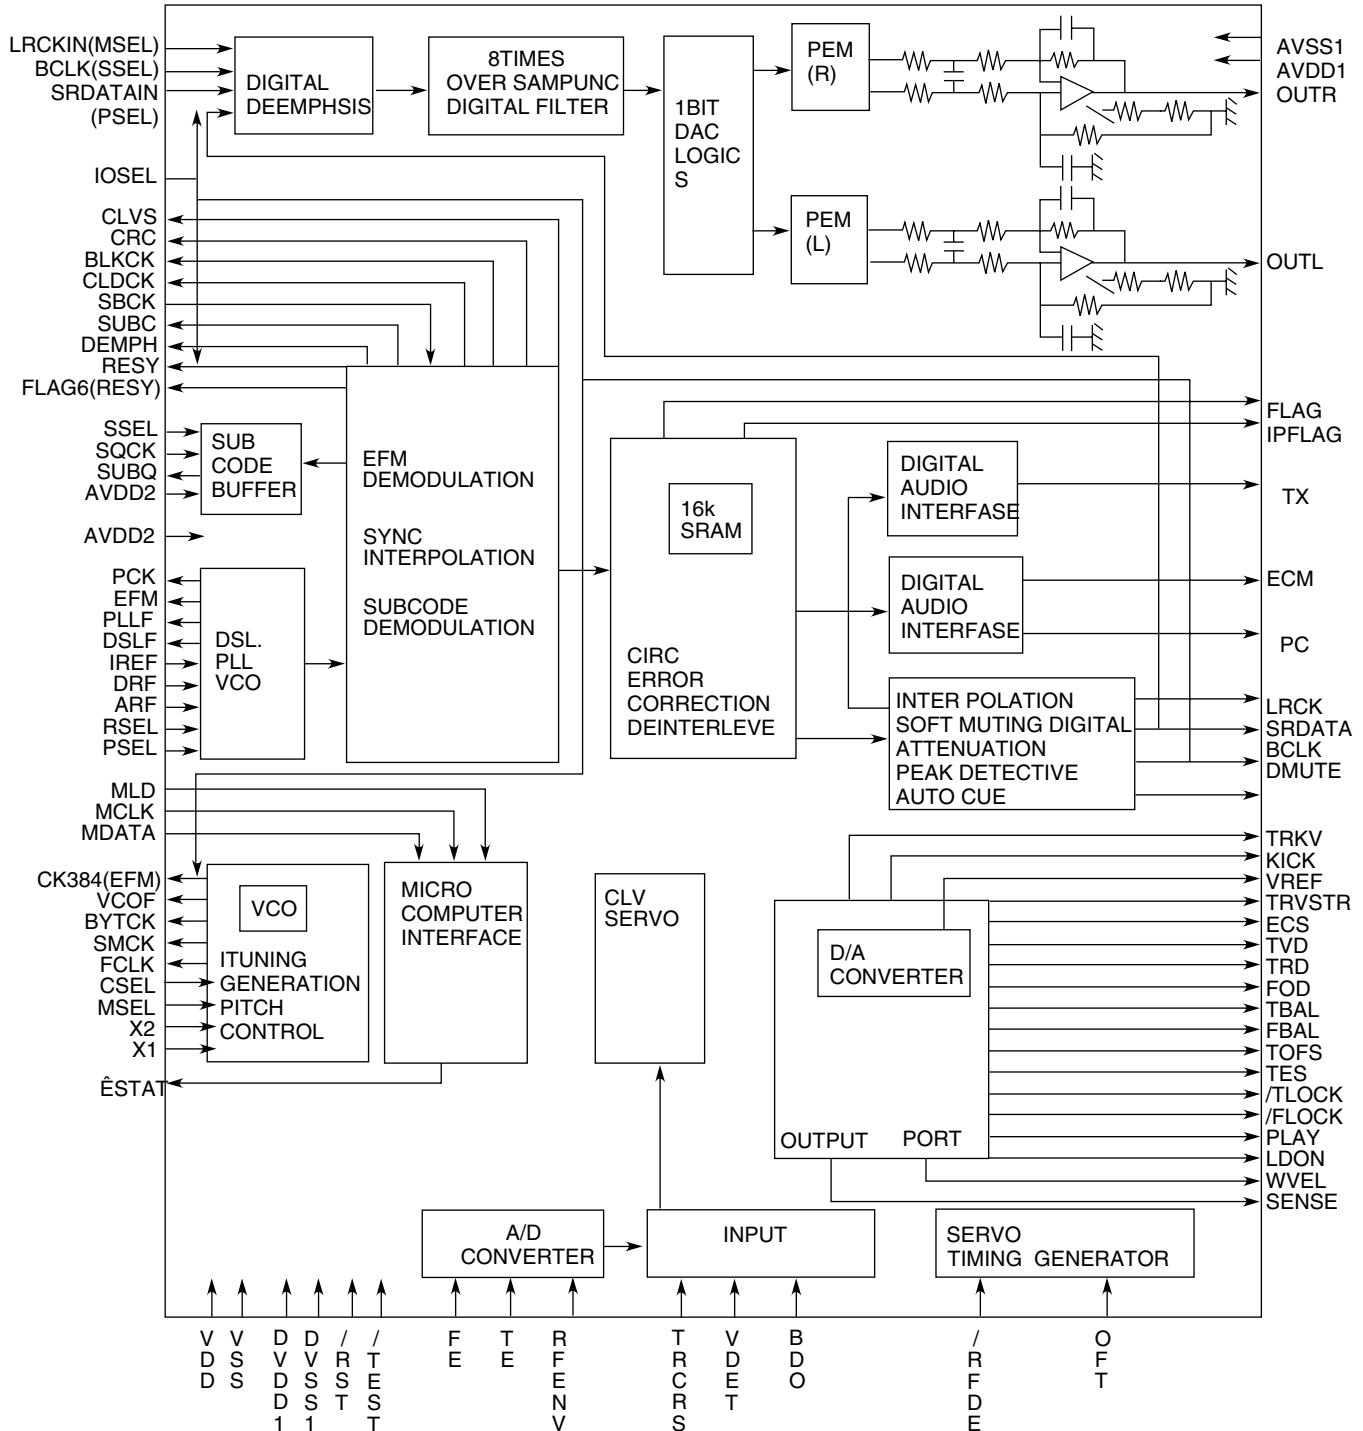 LRCKIN(MSEL)
BCLK(SSEL)
SRDATAIN
(PSEL)
IOSEL
CLVS
CRC
BLKCK
CLDCK
SBCK
SUBC
DEMPH
RESY
FLAG6(RESY)
SSEL
SQCK
SUBQ
AVDD2
AVDD2
PCK
EFM
PLLF
DSLF
IREF
DRF
ARF
RSEL
PSEL
MLD
MCLK
MDATA
CK384(EFM)
VCOF
BYTCK
SMCK
FCLK
CSEL
MSEL
X2
X1
ÊSTAT
DIGITAL
DEEMPHSIS
8TIMES
OVER SAMPUNC
DIGITAL FILTER
1BIT
DAC
LOGIC
S
PEM
(R)
PEM
(L)
SUB
CODE
BUFFER
EFM
DEMODULATION
SYNC
INTERPOLATION
SUBCODE
DEMODULATION
DSL.
PLL
VCO
16k
SRAM
CIRC
ERROR
CORRECTION
DEINTERLEVE
DIGITAL
AUDIO
INTERFASE
DIGITAL
AUDIO
INTERFASE
INTER POLATION
SOFT MUTING DIGITAL
ATTENUATION
PEAK DETECTIVE
AUTO CUE
VCO
ITUNING
GENERATION
PITCH
CONTROL
MICRO
COMPUTER
INTERFACE
CLV
SERVO
D/A
CONVERTER
OUTPUT PORT
A/D
CONVERTER
INPUT
SERVO
TIMING GENERATOR
AVSS1
AVDD1
OUTR
OUTL
FLAG
IPFLAG
TX
ECM
PC
LRCK
SRDATA
BCLK
DMUTE
TRKV
KICK
VREF
TRVSTR
ECS
TVD
TRD
FOD
TBAL
FBAL
TOFS
TES
/TLOCK
/FLOCK
PLAY
LDON
WVEL
SENSE
VDD
VSS
DVDD1
DVSS1
/RST
/TEST
FE
TE
RFENV
TRCRS
VDET
BDO
/RFDE
OFT